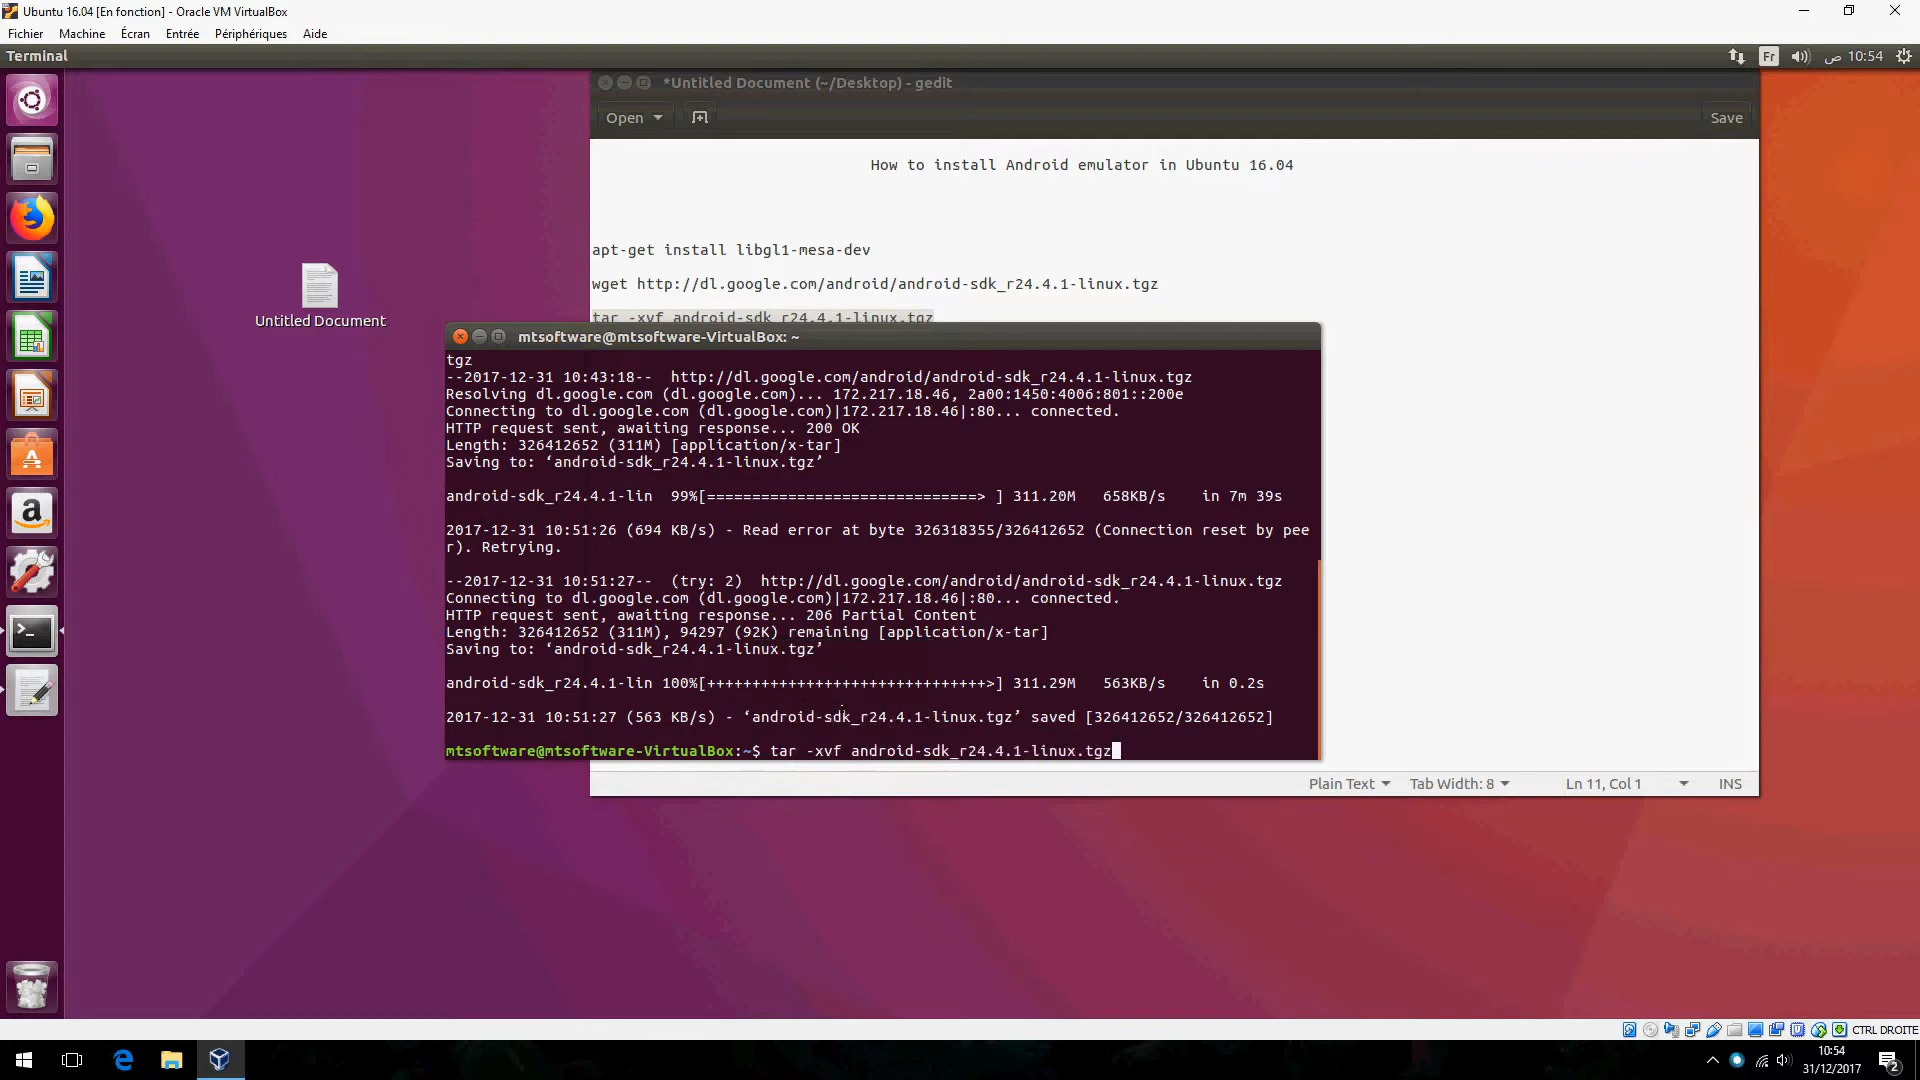 Ubuntu 16.04 [En fonction] - Oracle VM VirtualBox
Fichier Machine Écran Entrée Périphériques Aide
Terminal
Fr
ص 10:54
*Untitled Document (~/Desktop) - gedit
Open
Save
How to install Android emulator in Ubuntu 16.04
apt-get install libgl1-mesa-dev
wget http://dl.google.com/android/android-sdk_r24.4.1-linux.tgz
tar -xvf android-sdk_r24.4.1-linux.tgz
Untitled Document
mtsoftware@mtsoftware-VirtualBox: ~
tgz
--2017-12-31 10:43:18--  http://dl.google.com/android/android-sdk_r24.4.1-linux.tgz
Resolving dl.google.com (dl.google.com)... 172.217.18.46, 2a00:1450:4006:801::200e
Connecting to dl.google.com (dl.google.com)|172.217.18.46|:80... connected.
HTTP request sent, awaiting response... 200 OK
Length: 326412652 (311M) [application/x-tar]
Saving to: ‘android-sdk_r24.4.1-linux.tgz’
android-sdk_r24.4.1-lin  99%[==============================> ] 311.20M   658KB/s    in 7m 39s
2017-12-31 10:51:26 (694 KB/s) - Read error at byte 326318355/326412652 (Connection reset by pee
r). Retrying.
--2017-12-31 10:51:27--  (try: 2)  http://dl.google.com/android/android-sdk_r24.4.1-linux.tgz
Connecting to dl.google.com (dl.google.com)|172.217.18.46|:80... connected.
HTTP request sent, awaiting response... 206 Partial Content
Length: 326412652 (311M), 94297 (92K) remaining [application/x-tar]
Saving to: ‘android-sdk_r24.4.1-linux.tgz’
android-sdk_r24.4.1-lin 100%[+++++++++++++++++++++++++++++++>] 311.29M   563KB/s    in 0.2s
2017-12-31 10:51:27 (563 KB/s) - ‘android-sdk_r24.4.1-linux.tgz’ saved [326412652/326412652]
mtsoftware@mtsoftware-VirtualBox:~$ tar -xvf android-sdk_r24.4.1-linux.tgz
Plain Text Tab Width: 8 Ln 11, Col 1 INS
CTRL DROITE
10:54
31/12/2017
2